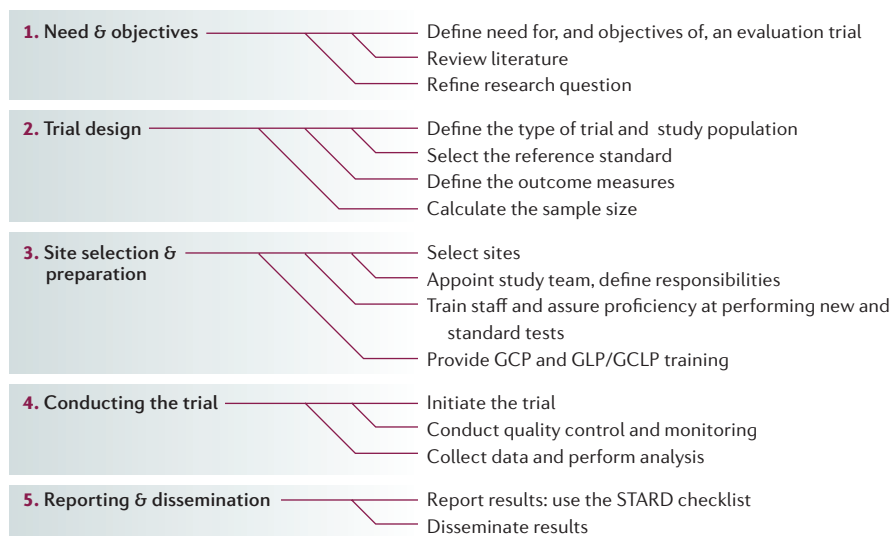 1. Need & objectives
Define need for, and objectives of, an evaluation trial
Review literature
Refine research question
2. Trial design
Define the type of trial and study population
Select the reference standard
Define the outcome measures
Calculate the sample size
3. Site selection &
preparation
Select sites
Appoint study team, define responsibilities
Train staff and assure proficiency at performing new and
standard tests
Provide GCP and GLP/GCLP training
4. Conducting the trial
Initiate the trial
Conduct quality control and monitoring
Collect data and perform analysis
5. Reporting & dissemination
Report results: use the STARD checklist
Disseminate results